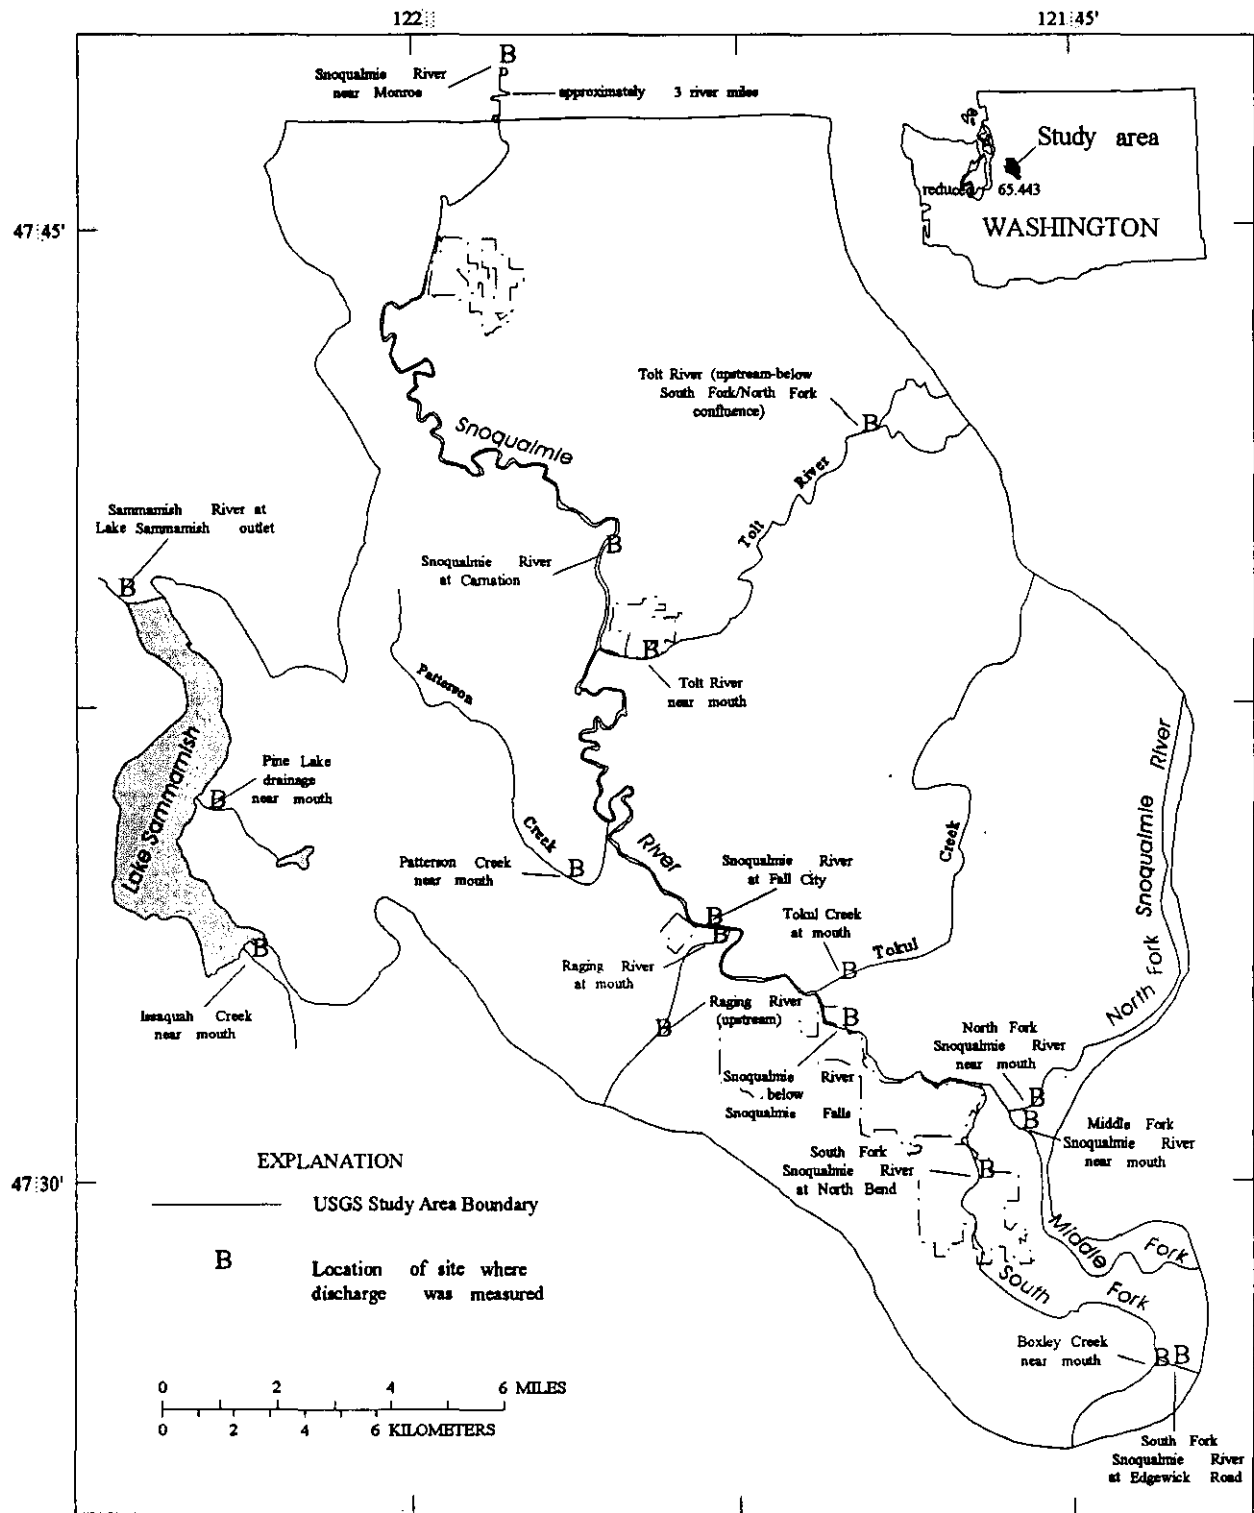 122
121 45'
Snoqualmie River
near Monroe
B
approximately 3 river miles
Study area
reduced 65.443
WASHINGTON
47 45'
Tolt River (upstream-below
South Fork/North Fork
confluence)
B
Snoqualmie
River
Tolt
Sammamish River at
Lake Sammamish outlet
B
B
Snoqualmie River
at Carnation
B
Tolt River
near mouth
Patterson
Creek
River
Lake Sammamish
Pine Lake
drainage
near mouth
B
Patterson Creek
near mouth
B
Snoqualmie River
at Fall City
B
B
Tokul Creek
at mouth
B
Tokul
Creek
North Fork Snoqualmie River
Raging River
at mouth
B
Issaquah Creek
near mouth
Raging River
(upstream)
B
B
Snoqualmie River
below
Snoqualmie Falls
North Fork
Snoqualmie River
near mouth
B
B
Middle Fork
Snoqualmie River
near mouth
South Fork
Snoqualmie River
at North Bend
B
47 30'
EXPLANATION
USGS Study Area Boundary
B
Location of site where
discharge was measured
Middle Fork
South Fork
Boxley Creek
near mouth
B B
South Fork
Snoqualmie River
at Edgewick Road
0 2 4 6 MILES
0 2 4 6 KILOMETERS